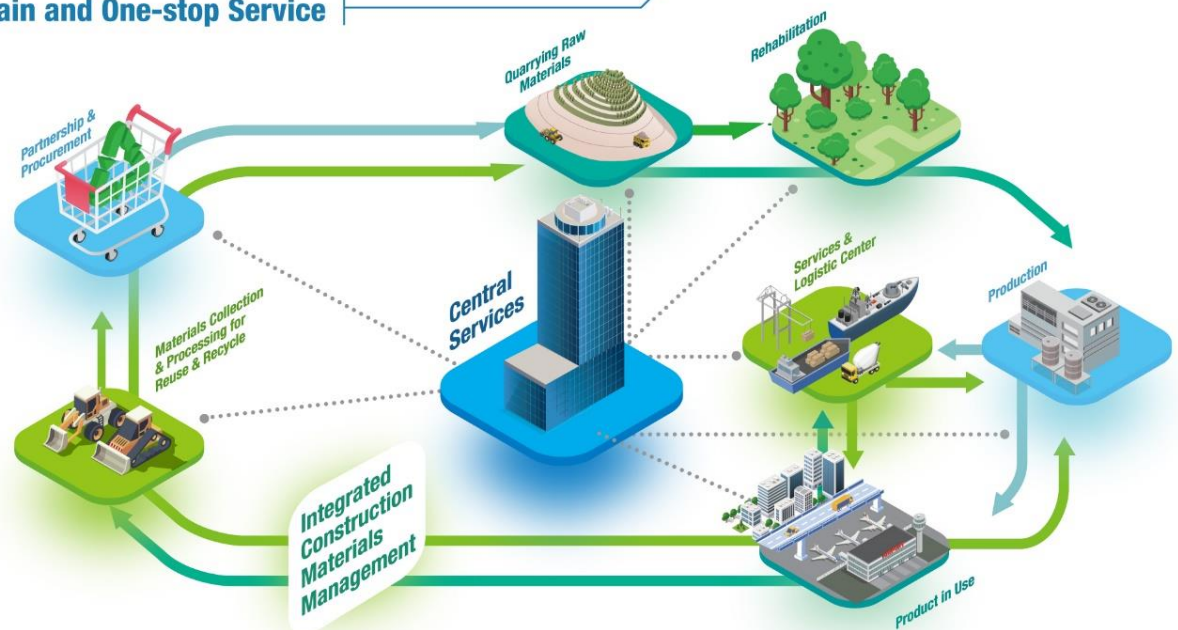 and One-stop Service
Quarrying Raw
Materials
Rehabilitation
Partnership &
Procurement
Services &
Logistic Center
Production
Central
Services
Materials Collection
& Processing for
Reuse & Recycle
Integrated
Construction
Materials
Management
Product in Use